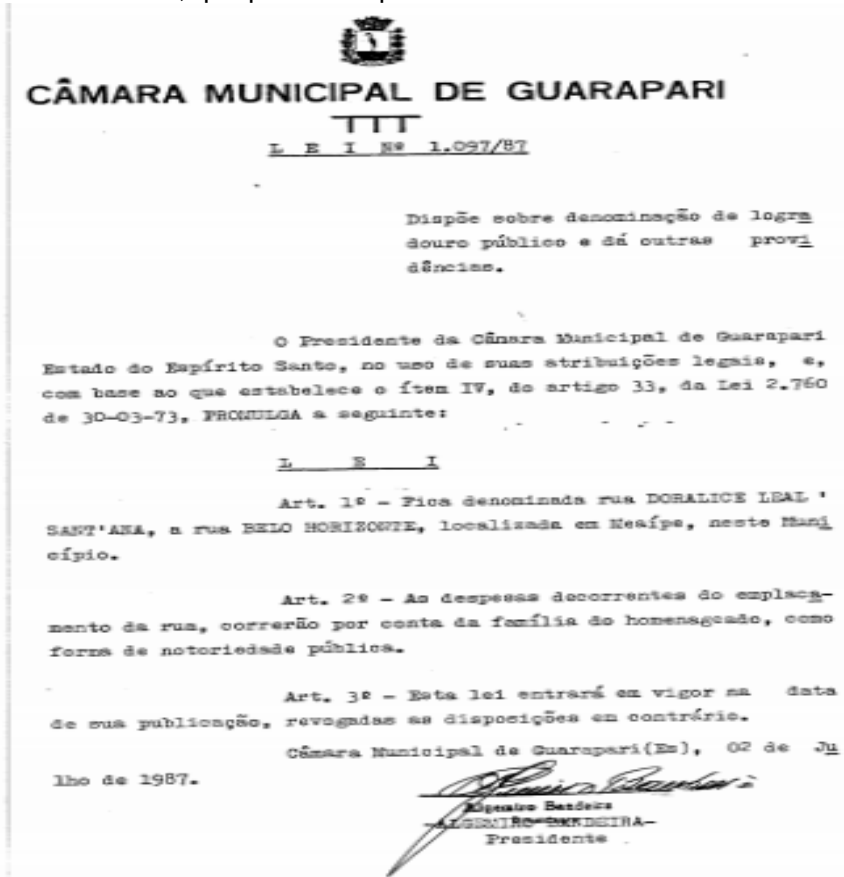 CÂMARA MUNICIPAL DE GUARAPARI
L E I Nº 1.097/87
Dispõe sobre denominação de logra
douro público e dá outras provi
dências.
O Presidente da Câmara Municipal de Guarapari
Estado do Espírito Santo, no uso de suas atribuições legais, e,
com base ao que estabelece o ítem IV, do artigo 33, da Lei 2.760
de 30-03-73, PROMULGA a seguinte:
L E I
Art. 1º - Fica denominada rua DORALICE LEAL '
SANT'ANA, a rua BELO HORIZONTE, localizada em Meaípe, neste Muni
cípio.
Art. 2º - As despesas decorrentes do emplaca-
mento da rua, correrão por conta da família do homenageado, como
forma de notoriedade pública.
Art. 3º - Esta lei entrará em vigor na data
de sua publicação, revogadas as disposições em contrário.
Câmara Municipal de Guarapari(Es), 02 de Ju
lho de 1987.
Algemiro Bandeira
-ALGEMIRO BANDEIRA-
Presidente